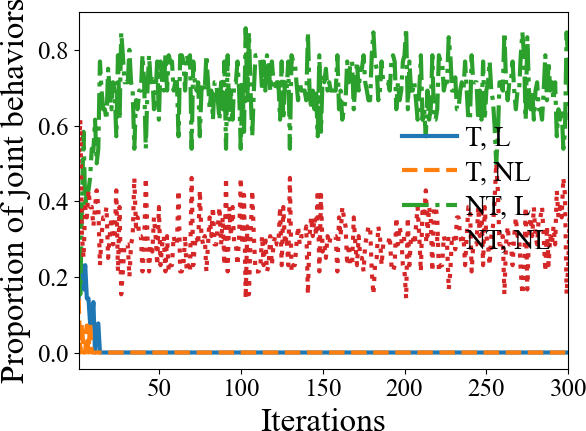 Proportion of joint behaviors
0.8
0.6
0.4
0.2
0.0
T, L
T, NL
NT, L
NT, NL
50
100
150
200
250
300
Iterations